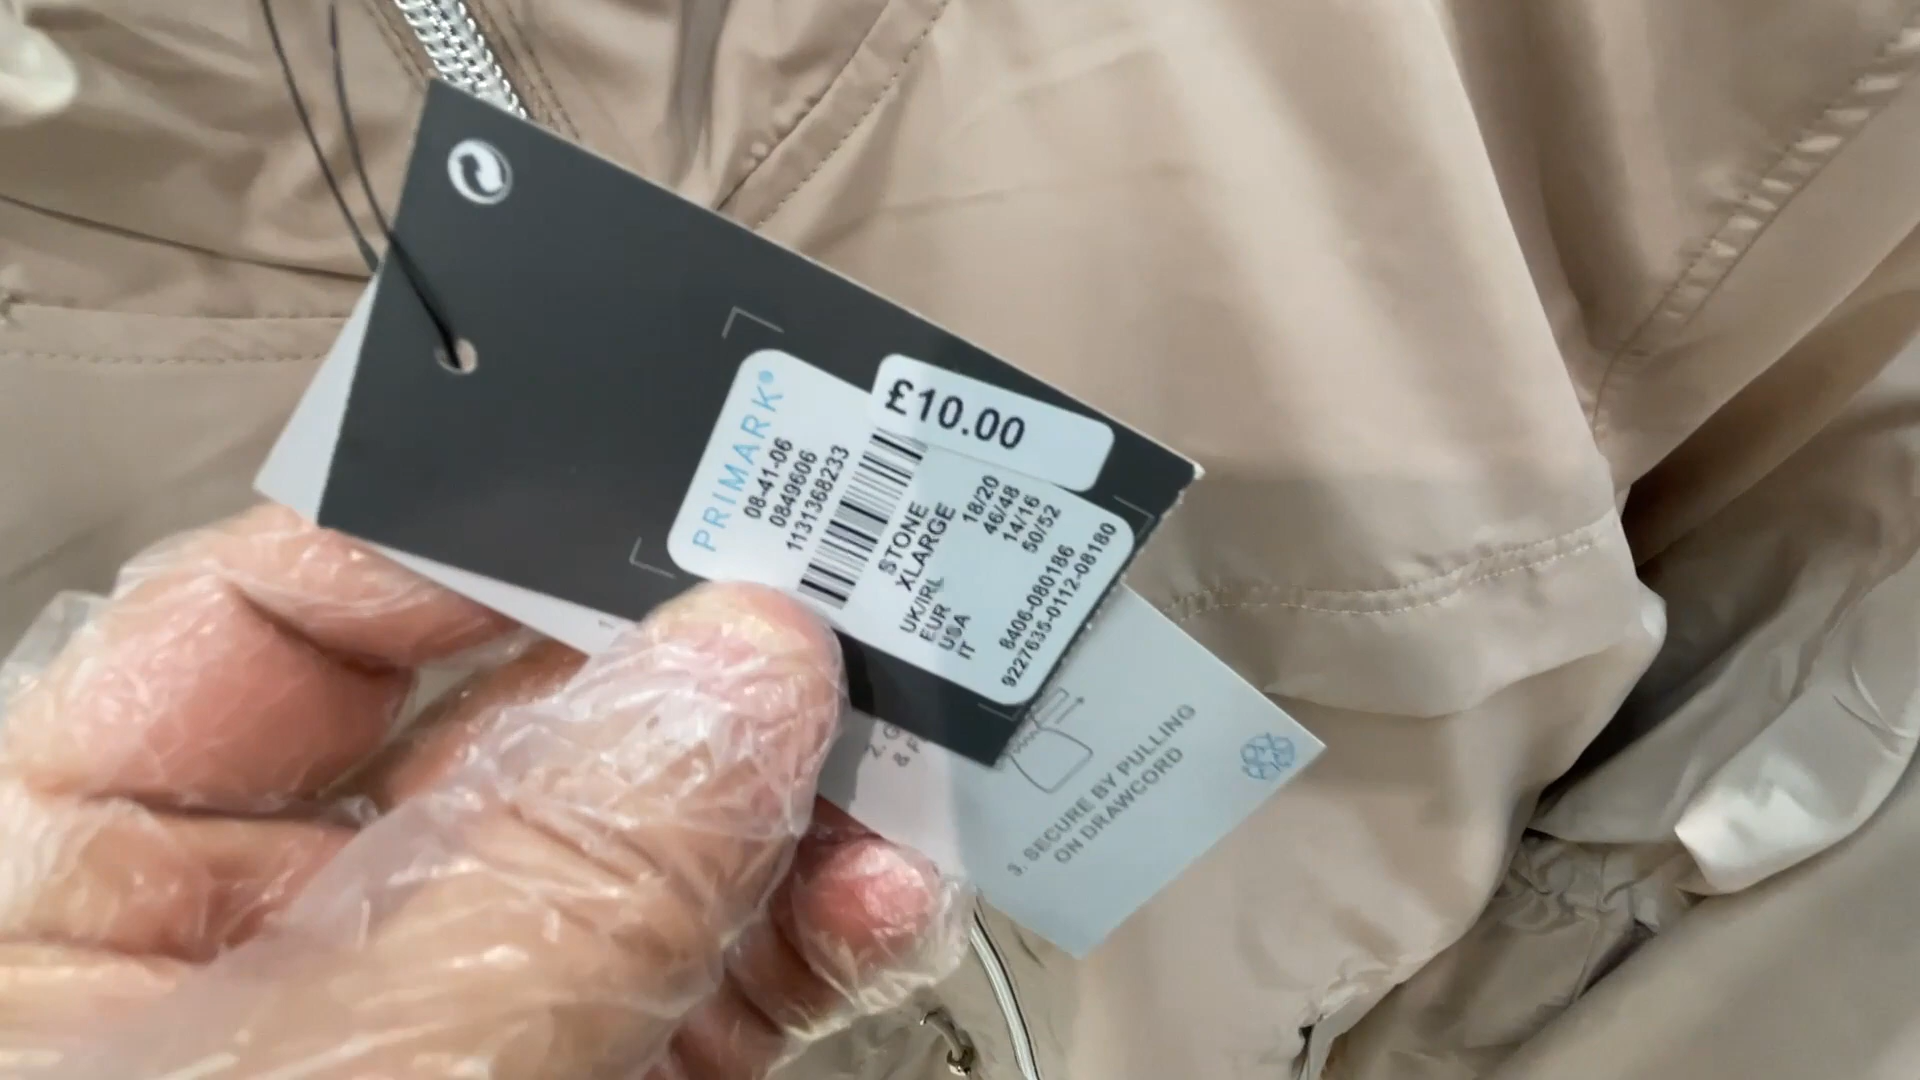 PRIMARK®
08-41-06
0849606
1131368233
£10.00
STONE
XLARGE
UK/IRL 18/20
EUR 46/48
USA 14/16
IT 50/52
8406-080186
9227635-0112-08180
3. SECURE BY PULLING
ON DRAWCORD